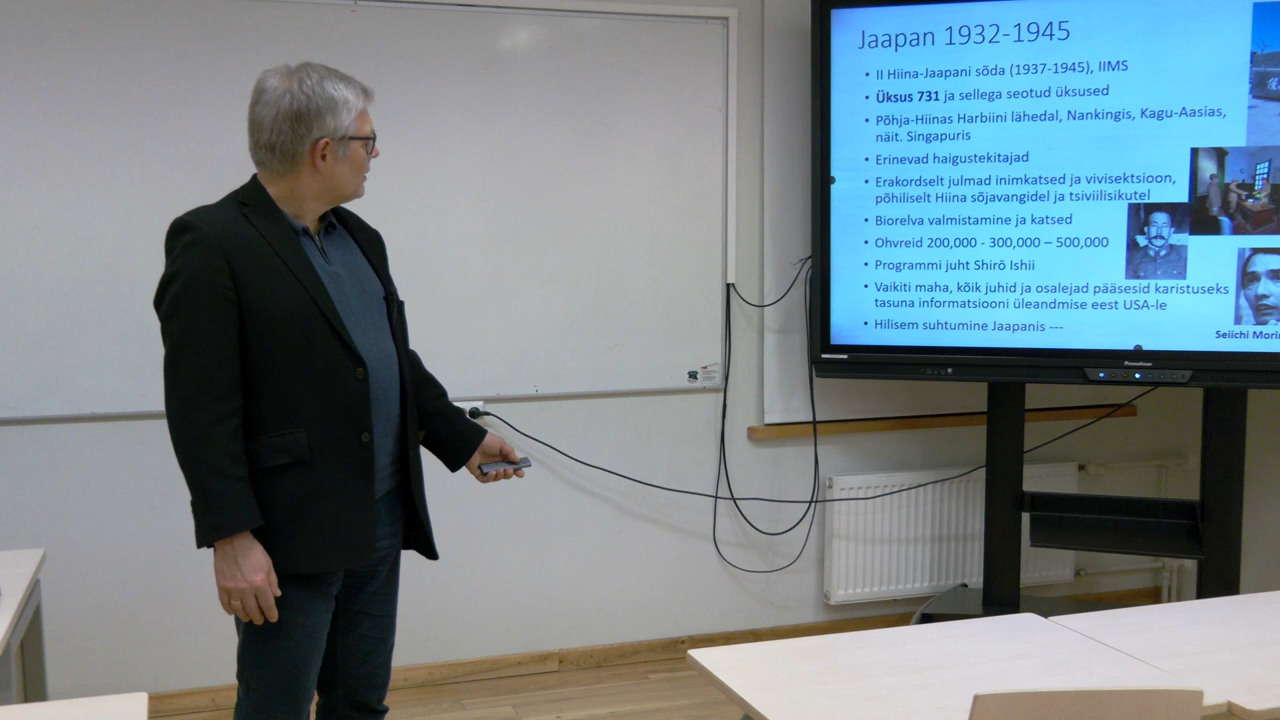 Jaapan 1932-1945
• II Hiina-Jaapani sõda (1937-1945), IIMS
• Üksus 731 ja sellega seotud üksused
• Põhja-Hiinas Harbiini lähedal, Nankingis, Kagu-Aasias,
näit. Singapuris
• Erinevad haigustekitajad
• Erakordselt julmad inimkatsed ja vivisektsioon,
põhiliselt Hiina sõjavangidel ja tsiviilisikutel
• Biorelva valmistamine ja katsed
• Ohvreid 200,000 - 300,000 – 500,000
• Programmi juht Shirō Ishii
• Vaikiti maha, kõik juhid ja osalejad pääsesid karistuseks
tasuna informatsiooni üleandmise eest USA-le
• Hilisem suhtumine Jaapanis ---
Seiichi Morin